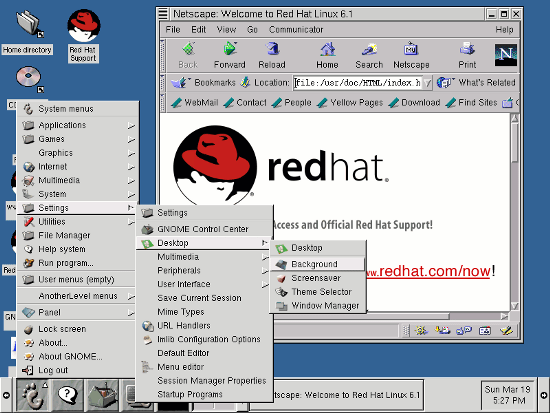 Netscape: Welcome to Red Hat Linux 6.1
File Edit View Go Communicator Help
Back Forward Reload Home Search Netscape Print
Bookmarks Location: file:/usr/doc/HTML/index.h What's Related
WebMail Contact People Yellow Pages Download Find Sites
redhat.
Access and Official Red Hat Support!
w.redhat.com/now!
Home directory
Red Hat
Support
System menus
Applications
Games
Graphics
Internet
Multimedia
System
Settings
Utilities
File Manager
Help system
Run program...
User menus (empty)
AnotherLevel menus
Panel
Lock screen
About...
About GNOME...
Log out
Settings
GNOME Control Center
Desktop
Multimedia
Peripherals
User Interface
Save Current Session
Mime Types
URL Handlers
Imlib Configuration Options
Default Editor
Menu editor
Session Manager Properties
Startup Programs
Desktop
Background
Screensaver
Theme Selector
Window Manager
tscape: Welcome to Red Hat Linux 6.1
Sun Mar 19
5:27 PM